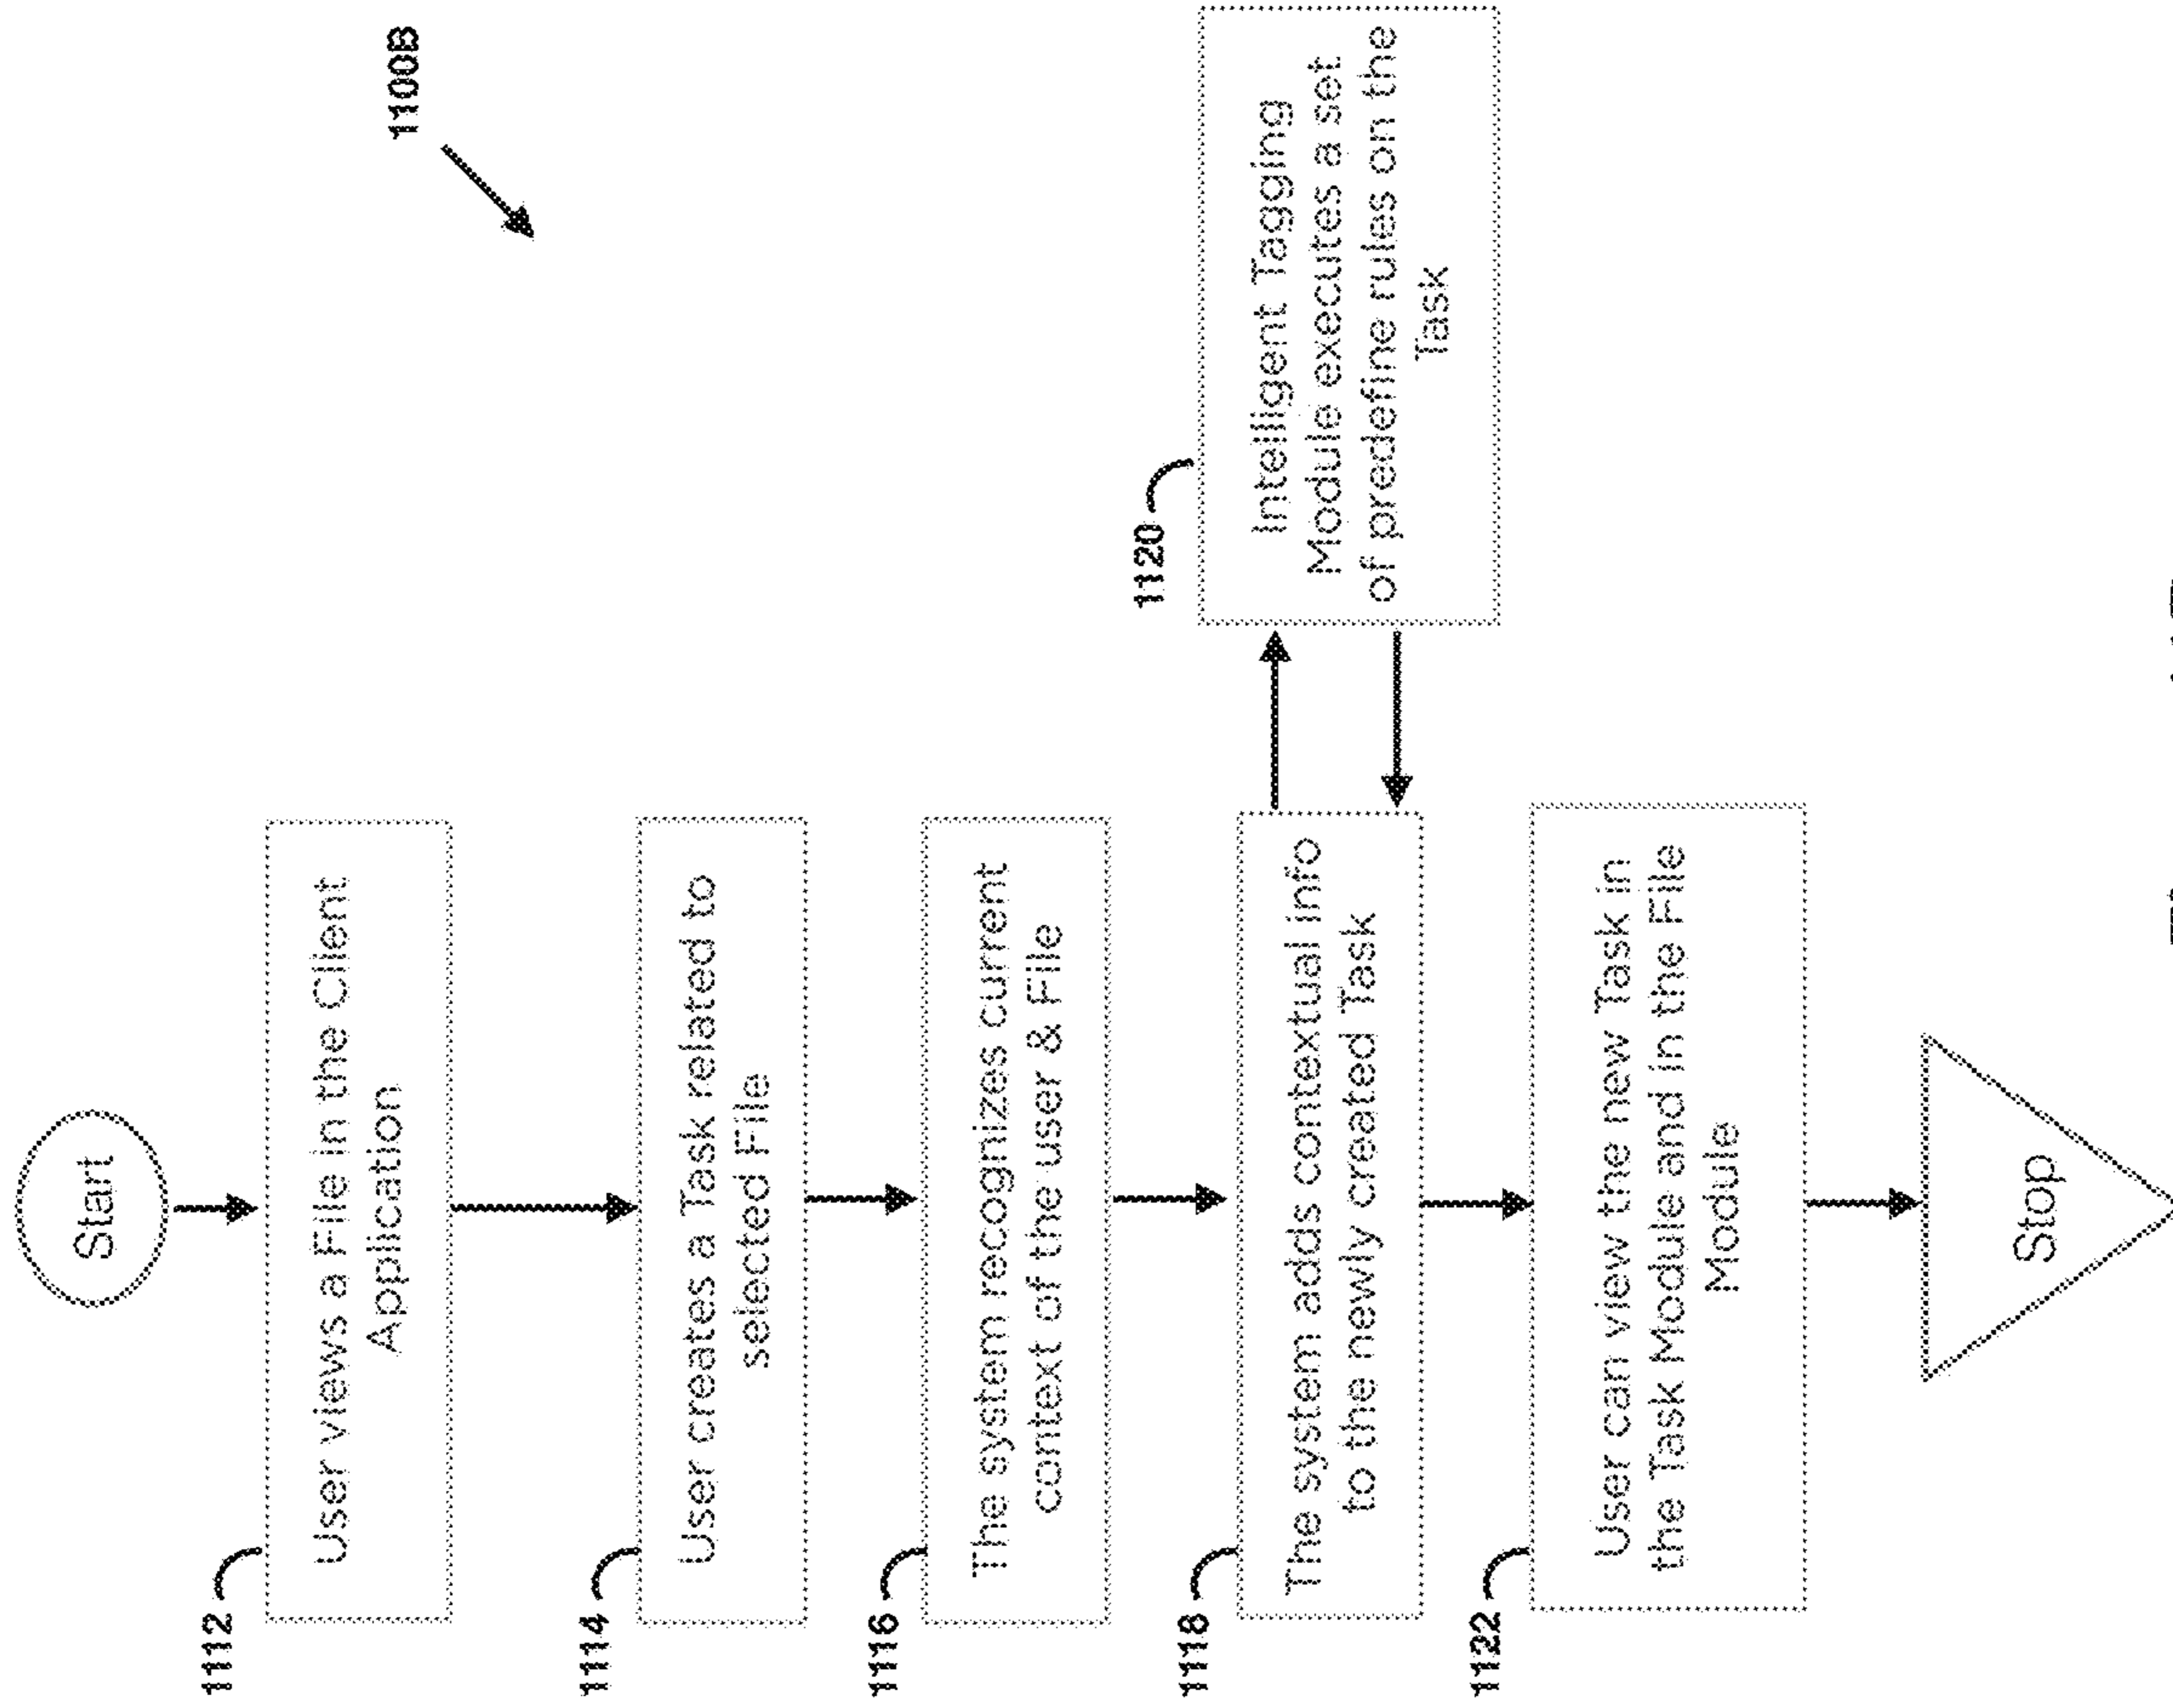 1100B
Start
1112
User views a File in the Client
Application
1114
User creates a Task related to
selected File
1116
The system recognizes current
context of the user & File
1118
The system adds contextual info
to the newly created Task
1120
Intelligent Tagging
Module executes a set
of predefine rules on the
Task
1122
User can view the new Task in
the Task Module and in the File
Module
Stop